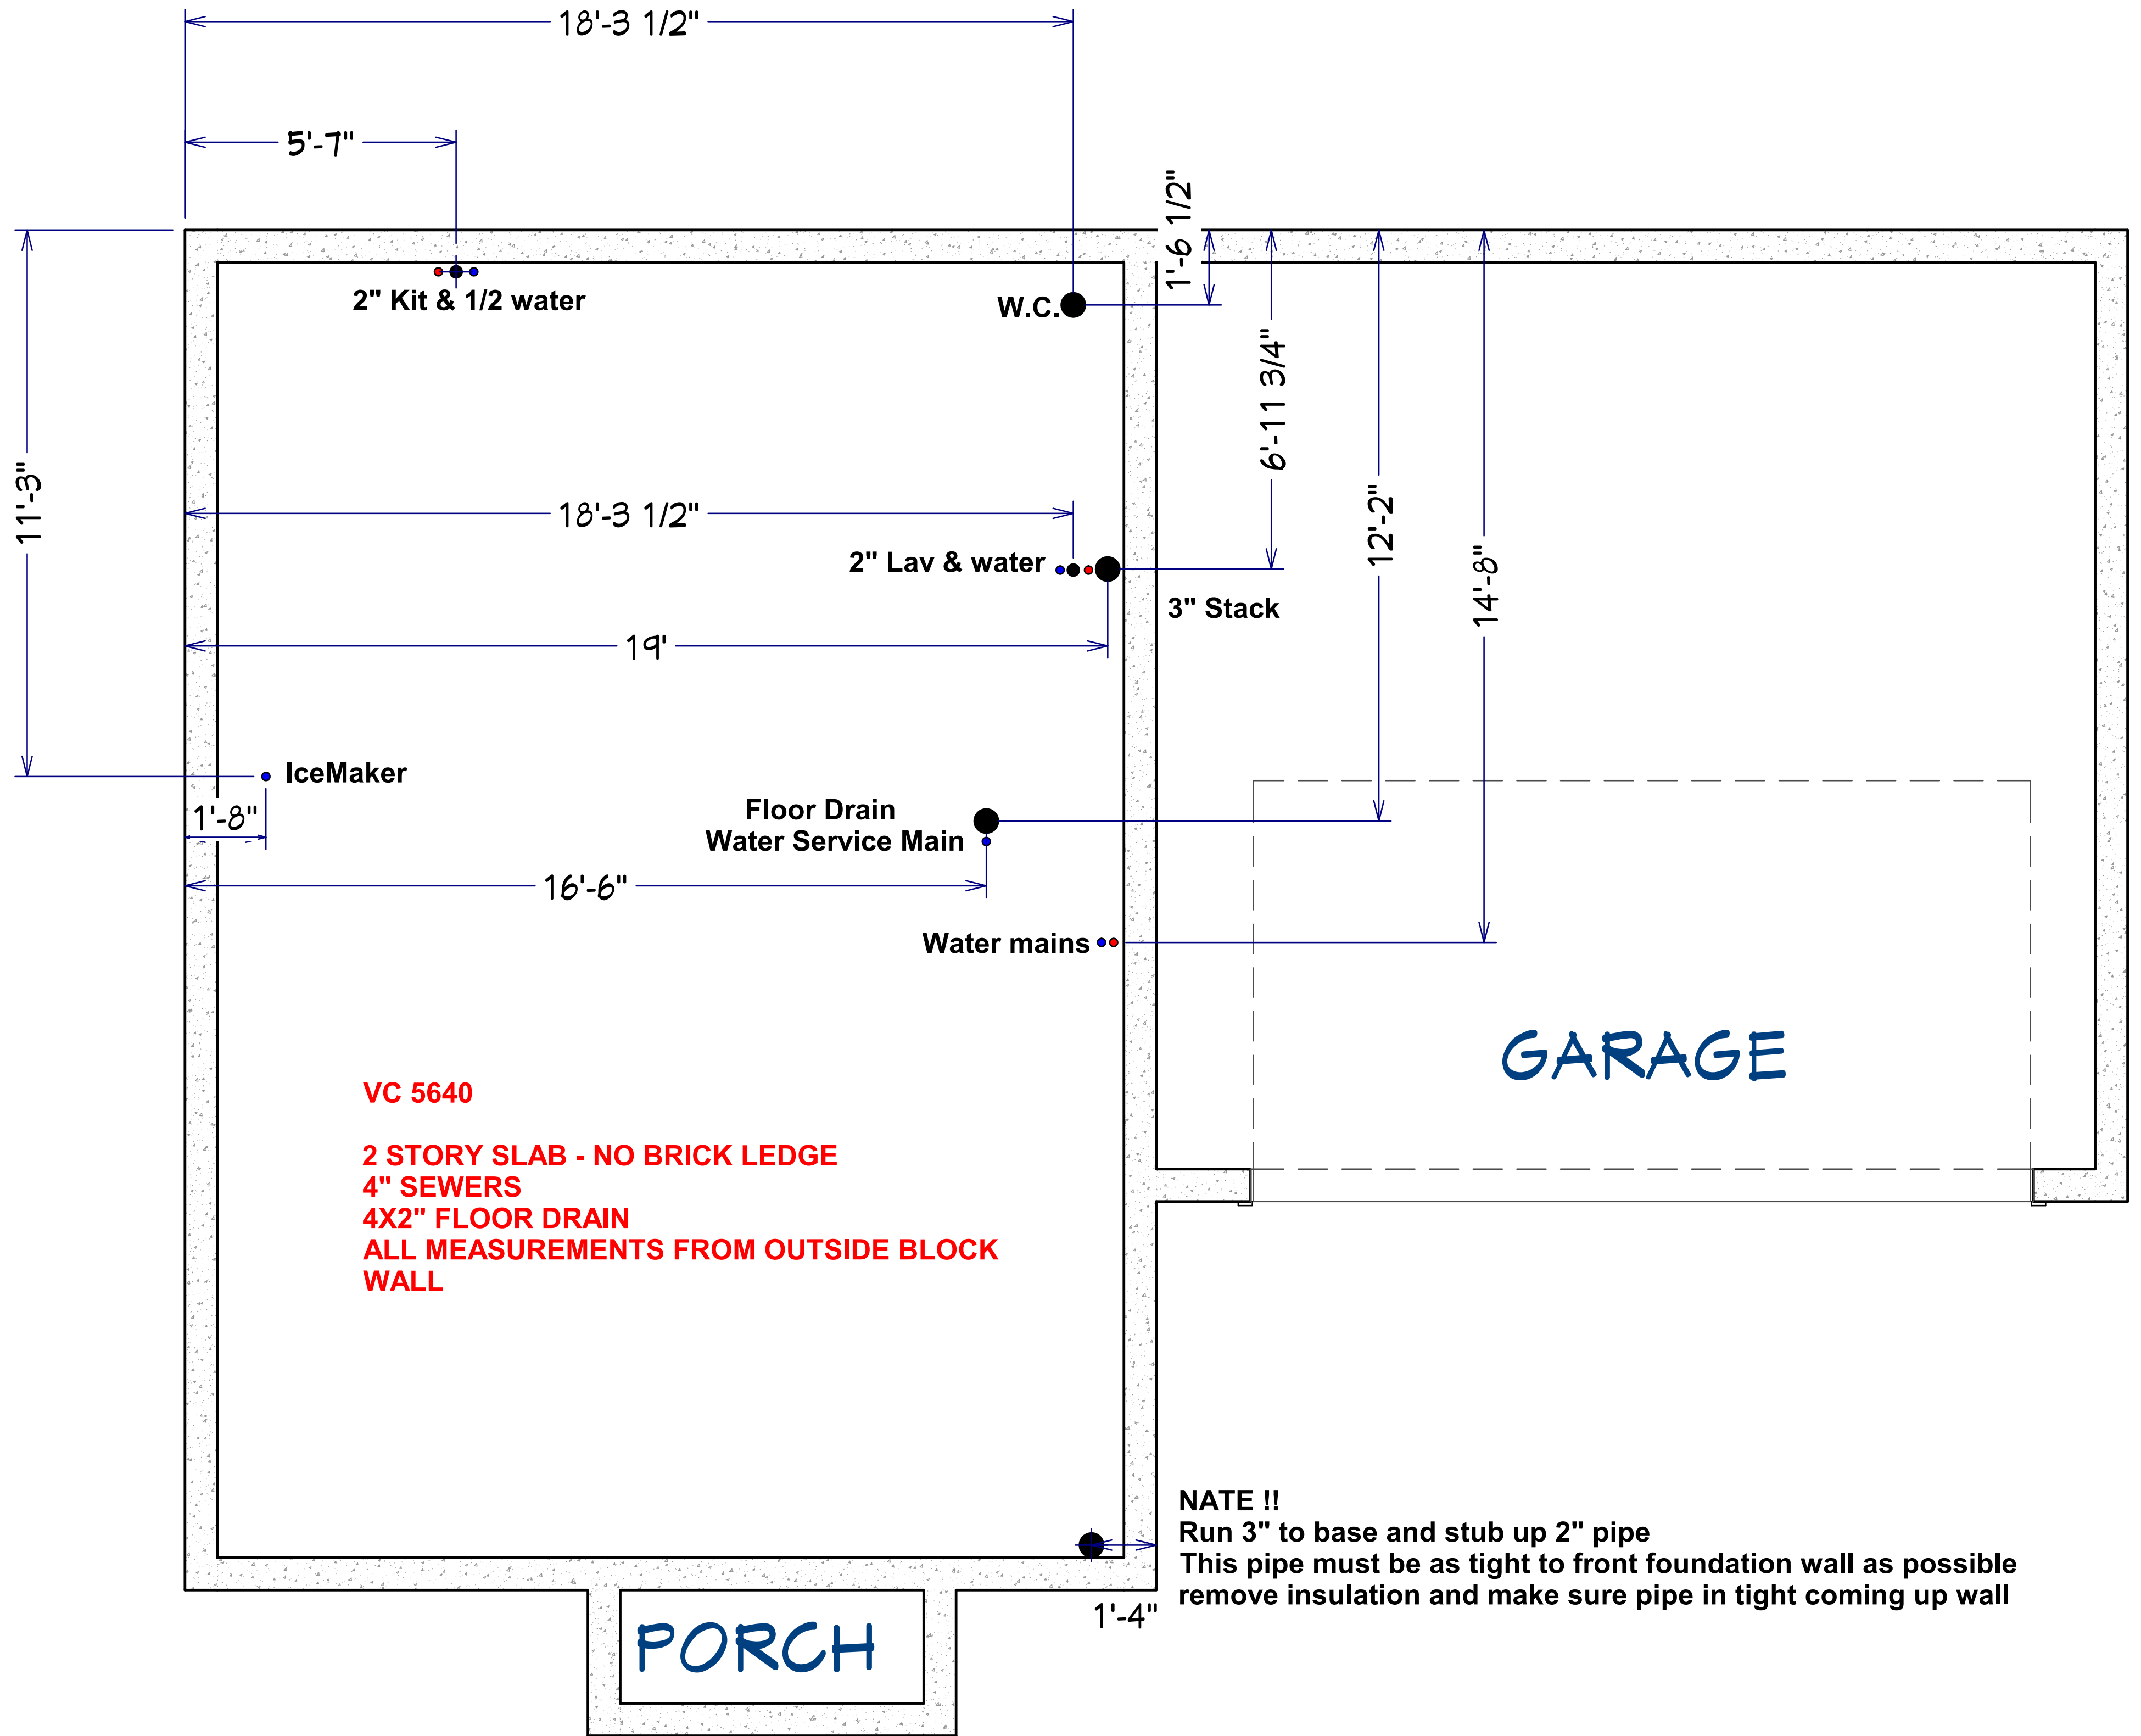 18'-3 1/2"
5'-7"
1'-6 1/2"
2" Kit & 1/2 water
W.C.
6'-11 3/4"
11'-3"
18'-3 1/2"
12'-2"
2" Lav & water
14'-8"
3" Stack
19'
IceMaker
1'-8"
Floor Drain
Water Service Main
16'-6"
Water mains
GARAGE
VC 5640
2 STORY SLAB - NO BRICK LEDGE
4" SEWERS
4X2" FLOOR DRAIN
ALL MEASUREMENTS FROM OUTSIDE BLOCK
WALL
NATE !!
Run 3" to base and stub up 2" pipe
This pipe must be as tight to front foundation wall as possible
remove insulation and make sure pipe in tight coming up wall
1'-4"
PORCH